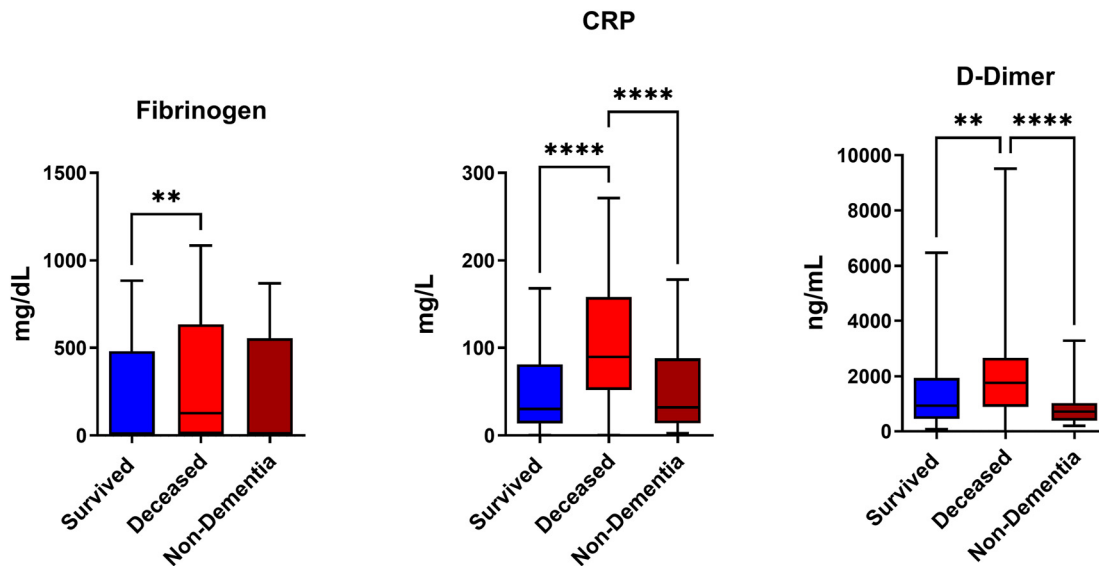 Fibrinogen
**
mg/dL
1500
1000
500
0
Survived
Deceased
Non-Dementia
CRP
****
****
mg/L
300
200
100
0
Survived
Deceased
Non-Dementia
D-Dimer
**
****
ng/mL
10000
8000
6000
4000
2000
0
Survived
Deceased
Non-Dementia